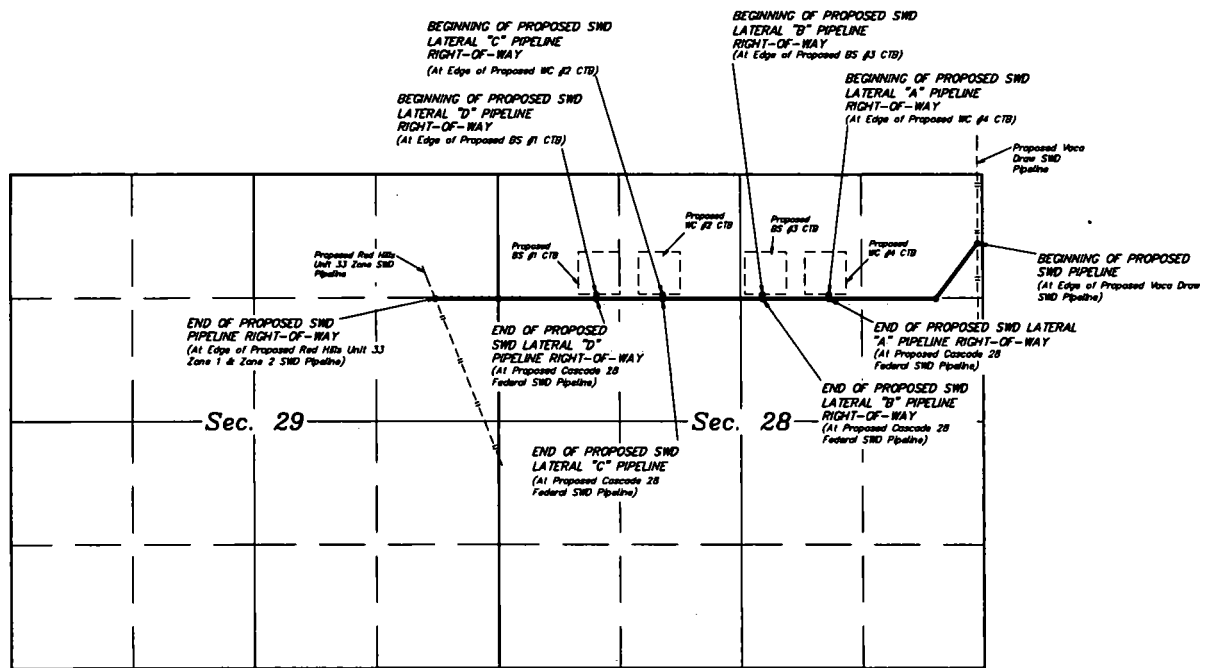 BEGINNING OF PROPOSED SWD
LATERAL "C" PIPELINE
RIGHT-OF-WAY
(At Edge of Proposed WC #2 CTB)
BEGINNING OF PROPOSED SWD
LATERAL "B" PIPELINE
RIGHT-OF-WAY
(At Edge of Proposed BS #3 CTB)
BEGINNING OF PROPOSED SWD
LATERAL "D" PIPELINE
RIGHT-OF-WAY
(At Edge of Proposed BS #1 CTB)
BEGINNING OF PROPOSED SWD
LATERAL "A" PIPELINE
RIGHT-OF-WAY
(At Edge of Proposed WC #4 CTB)
Proposed Vaca
Draw SWD
Pipeline
Proposed Red Hills
Unit 33 Zone SWD
Pipeline
Proposed
BS #1 CTB
Proposed
WC #2 CTB
Proposed
BS #3 CTB
Proposed
WC #4 CTB
BEGINNING OF PROPOSED
SWD PIPELINE
(At Edge of Proposed Vaca Draw
SWD Pipeline)
END OF PROPOSED SWD
PIPELINE RIGHT-OF-WAY
(At Edge of Proposed Red Hills Unit 33
Zone 1 & Zone 2 SWD Pipeline)
END OF PROPOSED
SWD LATERAL "D"
PIPELINE RIGHT-OF-WAY
(At Proposed Cascade 28
Federal SWD Pipeline)
END OF PROPOSED SWD LATERAL
"A" PIPELINE RIGHT-OF-WAY
(At Proposed Cascade 28
Federal SWD Pipeline)
END OF PROPOSED SWD
LATERAL "B" PIPELINE
RIGHT-OF-WAY
(At Proposed Cascade 28
Federal SWD Pipeline)
Sec. 29
Sec. 28
END OF PROPOSED SWD
LATERAL "C" PIPELINE
(At Proposed Cascade 28
Federal SWD Pipeline)